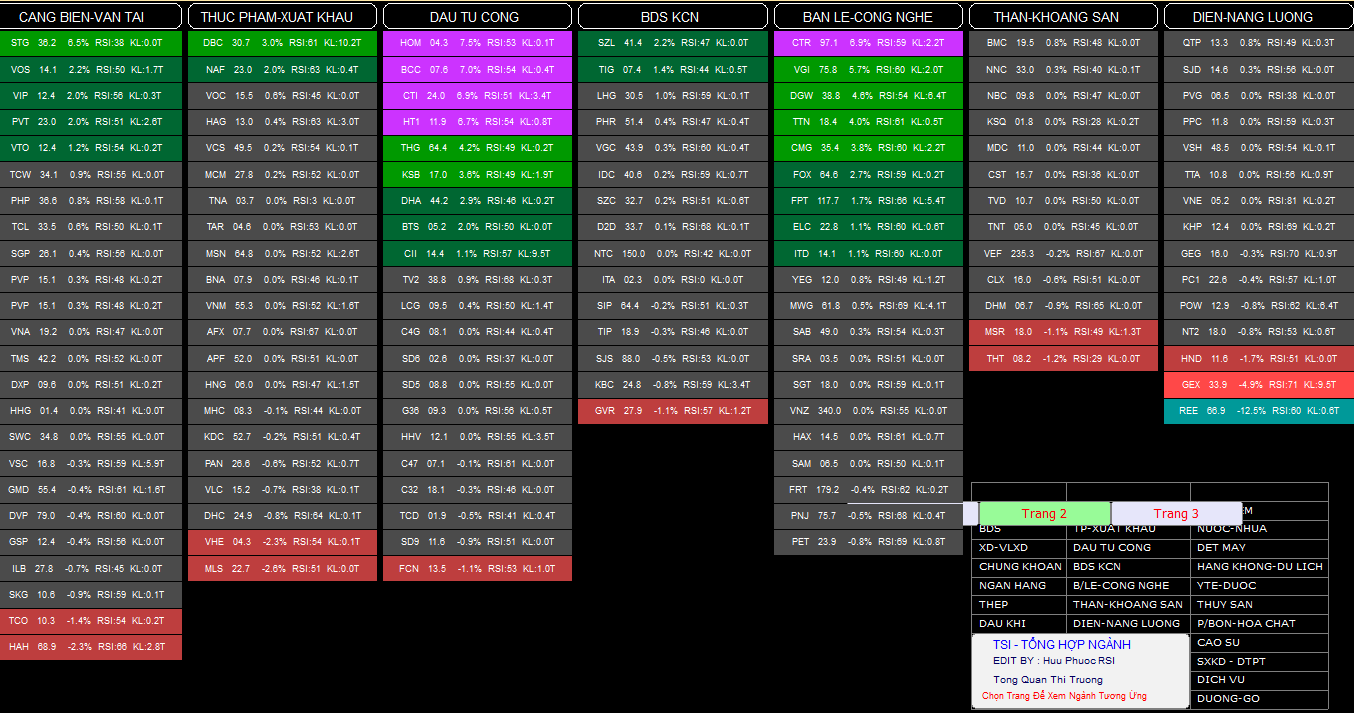 CANG BIEN-VAN TAI
STG 36.2 6.5% RSI:38 KL:0.0T
VOS 14.1 2.2% RSI:50 KL:1.7T
VIP 12.4 2.0% RSI:56 KL:0.3T
PVT 23.0 2.0% RSI:51 KL:2.6T
VTO 12.4 1.2% RSI:54 KL:0.2T
TCW 34.1 0.9% RSI:55 KL:0.0T
PHP 36.6 0.8% RSI:58 KL:0.1T
TCL 33.5 0.6% RSI:50 KL:0.1T
SGP 26.1 0.4% RSI:56 KL:0.0T
PVP 15.1 0.3% RSI:48 KL:0.2T
PVP 15.1 0.3% RSI:48 KL:0.2T
VNA 19.2 0.0% RSI:47 KL:0.0T
TMS 42.2 0.0% RSI:52 KL:0.0T
DXP 09.6 0.0% RSI:51 KL:0.2T
HHG 01.4 0.0% RSI:41 KL:0.0T
SWC 34.8 0.0% RSI:55 KL:0.0T
VSC 16.8 -0.3% RSI:59 KL:5.9T
GMD 55.4 -0.4% RSI:61 KL:1.6T
DVP 79.0 -0.4% RSI:60 KL:0.0T
GSP 12.4 -0.4% RSI:56 KL:0.0T
ILB 27.8 -0.7% RSI:45 KL:0.0T
SKG 10.6 -0.9% RSI:59 KL:0.1T
TCO 10.3 -1.4% RSI:54 KL:0.2T
HAH 68.9 -2.3% RSI:66 KL:2.8T
THUC PHAM-XUAT KHAU
DBC 30.7 3.0% RSI:61 KL:10.2T
NAF 23.0 2.0% RSI:63 KL:0.4T
VOC 15.5 0.6% RSI:45 KL:0.0T
HAG 13.0 0.4% RSI:63 KL:3.0T
VCS 49.5 0.2% RSI:54 KL:0.1T
MCM 27.8 0.2% RSI:52 KL:0.0T
TNA 03.7 0.0% RSI:3 KL:0.0T
TAR 04.6 0.0% RSI:53 KL:0.0T
MSN 64.8 0.0% RSI:52 KL:2.6T
BNA 07.9 0.0% RSI:46 KL:0.1T
VNM 55.3 0.0% RSI:52 KL:1.6T
AFX 07.7 0.0% RSI:67 KL:0.0T
APF 52.0 0.0% RSI:51 KL:0.0T
HNG 06.0 0.0% RSI:47 KL:1.5T
MHC 08.3 -0.1% RSI:44 KL:0.0T
KDC 52.7 -0.2% RSI:51 KL:0.4T
PAN 26.6 -0.6% RSI:52 KL:0.7T
VLC 15.2 -0.7% RSI:38 KL:0.1T
DHC 24.9 -0.8% RSI:64 KL:0.1T
VHE 04.3 -2.3% RSI:54 KL:0.1T
MLS 22.7 -2.6% RSI:51 KL:0.0T
DAU TU CONG
HOM 04.3 7.5% RSI:53 KL:0.1T
BCC 07.6 7.0% RSI:54 KL:0.4T
CTI 24.0 6.9% RSI:51 KL:3.4T
HT1 11.9 6.7% RSI:54 KL:0.8T
THG 64.4 4.2% RSI:49 KL:0.2T
KSB 17.0 3.6% RSI:49 KL:1.9T
DHA 44.2 2.9% RSI:46 KL:0.2T
BTS 05.2 2.0% RSI:50 KL:0.0T
CII 14.4 1.1% RSI:57 KL:9.5T
TV2 38.8 0.9% RSI:68 KL:0.3T
LCG 09.5 0.4% RSI:50 KL:1.4T
C4G 08.1 0.0% RSI:44 KL:0.4T
SD6 02.6 0.0% RSI:37 KL:0.0T
SD5 08.8 0.0% RSI:55 KL:0.0T
G36 09.3 0.0% RSI:56 KL:0.5T
HHV 12.1 0.0% RSI:55 KL:3.5T
C47 07.1 -0.1% RSI:61 KL:0.0T
C32 18.1 -0.3% RSI:46 KL:0.0T
TCD 01.9 -0.5% RSI:41 KL:0.4T
SD9 11.6 -0.9% RSI:51 KL:0.0T
FCN 13.5 -1.1% RSI:53 KL:1.0T
BDS KCN
SZL 41.4 2.2% RSI:47 KL:0.0T
TIG 07.4 1.4% RSI:44 KL:0.5T
LHG 30.5 1.0% RSI:59 KL:0.1T
PHR 51.4 0.4% RSI:47 KL:0.4T
VGC 43.9 0.3% RSI:60 KL:0.4T
IDC 40.6 0.2% RSI:59 KL:0.7T
SZC 32.7 0.2% RSI:51 KL:0.6T
D2D 33.7 0.1% RSI:68 KL:0.1T
NTC 150.0 0.0% RSI:42 KL:0.0T
ITA 02.3 0.0% RSI:0 KL:0.0T
SIP 64.4 -0.2% RSI:51 KL:0.3T
TIP 18.9 -0.3% RSI:46 KL:0.0T
SJS 88.0 -0.5% RSI:53 KL:0.0T
KBC 24.8 -0.8% RSI:59 KL:3.4T
GVR 27.9 -1.1% RSI:57 KL:1.2T
BAN LE-CONG NGHE
CTR 97.1 6.9% RSI:59 KL:2.2T
VGI 75.8 5.7% RSI:60 KL:2.0T
DGW 38.8 4.6% RSI:54 KL:6.4T
TTN 18.4 4.0% RSI:61 KL:0.5T
CMG 35.4 3.8% RSI:60 KL:2.2T
FOX 64.6 2.7% RSI:59 KL:0.2T
FPT 117.7 1.7% RSI:66 KL:5.4T
ELC 22.8 1.1% RSI:60 KL:0.6T
ITD 14.1 1.1% RSI:60 KL:0.0T
YEG 12.0 0.8% RSI:49 KL:1.2T
MWG 61.8 0.5% RSI:69 KL:4.1T
SAB 49.0 0.3% RSI:54 KL:0.3T
SRA 03.5 0.0% RSI:51 KL:0.0T
SGT 18.0 0.0% RSI:59 KL:0.1T
VNZ 340.0 0.0% RSI:55 KL:0.0T
HAX 14.5 0.0% RSI:61 KL:0.7T
SAM 06.5 0.0% RSI:50 KL:0.1T
FRT 179.2 -0.4% RSI:62 KL:0.2T
PNJ 75.7 -0.5% RSI:68 KL:0.4T
PET 23.9 -0.8% RSI:69 KL:0.8T
THAN-KHOANG SAN
BMC 19.5 0.8% RSI:48 KL:0.0T
NNC 33.0 0.3% RSI:40 KL:0.1T
NBC 09.8 0.0% RSI:47 KL:0.0T
KSQ 01.8 0.0% RSI:28 KL:0.2T
MDC 11.0 0.0% RSI:44 KL:0.0T
CST 15.7 0.0% RSI:36 KL:0.0T
TVD 10.7 0.0% RSI:50 KL:0.0T
TNT 05.0 0.0% RSI:45 KL:0.0T
VEF 235.3 -0.2% RSI:67 KL:0.0T
CLX 16.0 -0.6% RSI:51 KL:0.0T
DHM 06.7 -0.9% RSI:65 KL:0.0T
MSR 18.0 -1.1% RSI:49 KL:1.3T
THT 08.2 -1.2% RSI:29 KL:0.0T
DIEN-NANG LUONG
QTP 13.3 0.8% RSI:49 KL:0.3T
SJD 14.6 0.3% RSI:56 KL:0.0T
PVG 06.5 0.0% RSI:38 KL:0.0T
PPC 11.8 0.0% RSI:59 KL:0.3T
VSH 48.5 0.0% RSI:54 KL:0.1T
TTA 10.8 0.0% RSI:56 KL:0.9T
VNE 05.2 0.0% RSI:81 KL:0.2T
KHP 12.4 0.0% RSI:69 KL:0.2T
GEG 16.0 -0.3% RSI:70 KL:0.9T
PC1 22.6 -0.4% RSI:57 KL:1.0T
POW 12.9 -0.8% RSI:62 KL:6.4T
NT2 18.0 -0.8% RSI:53 KL:0.6T
HND 11.6 -1.7% RSI:51 KL:0.0T
GEX 33.9 -4.9% RSI:71 KL:9.5T
REE 66.9 -12.5% RSI:60 KL:0.6T
Trang 2 Trang 3 EM
BDS TP-XUAT KHAU NUOC-NHUA
XD-VLXD DAU TU CONG DET MAY
CHUNG KHOAN BDS KCN HANG KHONG-DU LICH
NGAN HANG B/LE-CONG NGHE YTE-DUOC
THEP THAN-KHOANG SAN THUY SAN
DAU KHI DIEN-NANG LUONG P/BON-HOA CHAT
CAO SU
SXKD - DTPT
DICH VU
DUONG-GO
TSI - TỔNG HỢP NGÀNH
EDIT BY : Huu Phuoc RSI
Tong Quan Thi Truong
Chọn Trang Để Xem Ngành Tương Ứng